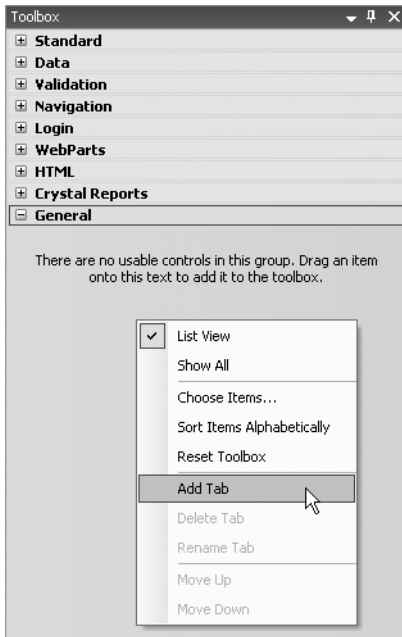 Toolbox
Standard
Data
Validation
Navigation
Login
WebParts
HTML
Crystal Reports
General
There are no usable controls in this group. Drag an item
onto this text to add it to the toolbox.
List View
Show All
Choose Items...
Sort Items Alphabetically
Reset Toolbox
Add Tab
Delete Tab
Rename Tab
Move Up
Move Down